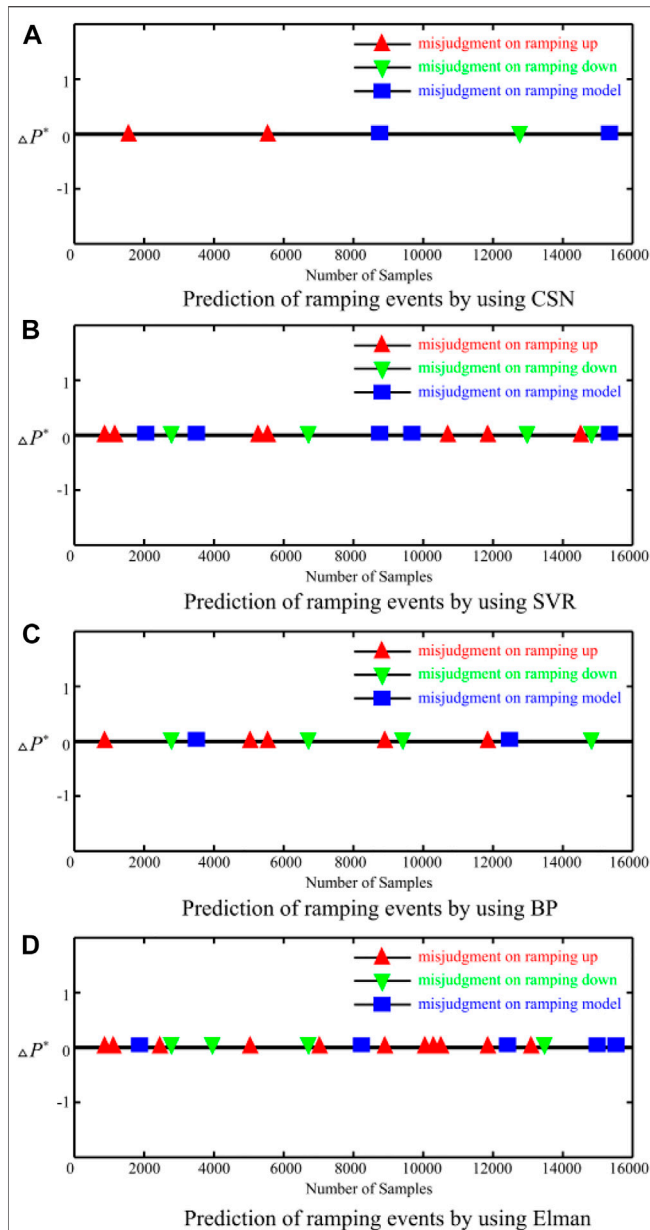 A
misjudgment on ramping up
misjudgment on ramping down
misjudgment on ramping model
1
△P* 0
-1
0 2000 4000 6000 8000 10000 12000 14000 16000
Number of Samples
Prediction of ramping events by using CSN
B
misjudgment on ramping up
misjudgment on ramping down
misjudgment on ramping model
1
△P* 0
-1
0 2000 4000 6000 8000 10000 12000 14000 16000
Number of Samples
Prediction of ramping events by using SVR
C
misjudgment on ramping up
misjudgment on ramping down
misjudgment on ramping model
1
△P* 0
-1
0 2000 4000 6000 8000 10000 12000 14000 16000
Number of Samples
Prediction of ramping events by using BP
D
misjudgment on ramping up
misjudgment on ramping down
misjudgment on ramping model
1
△P* 0
-1
0 2000 4000 6000 8000 10000 12000 14000 16000
Number of Samples
Prediction of ramping events by using Elman